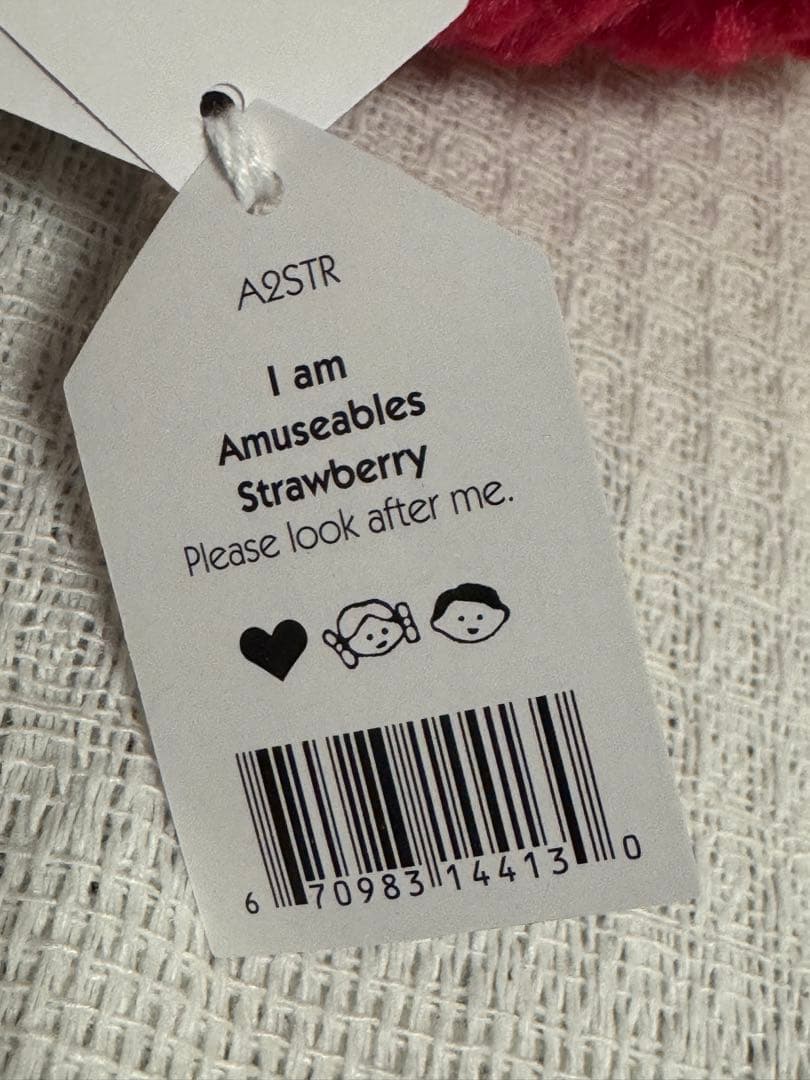 A2STR
I am
Amuseables
Strawberry
Please look after me.
6 70983 14413 0